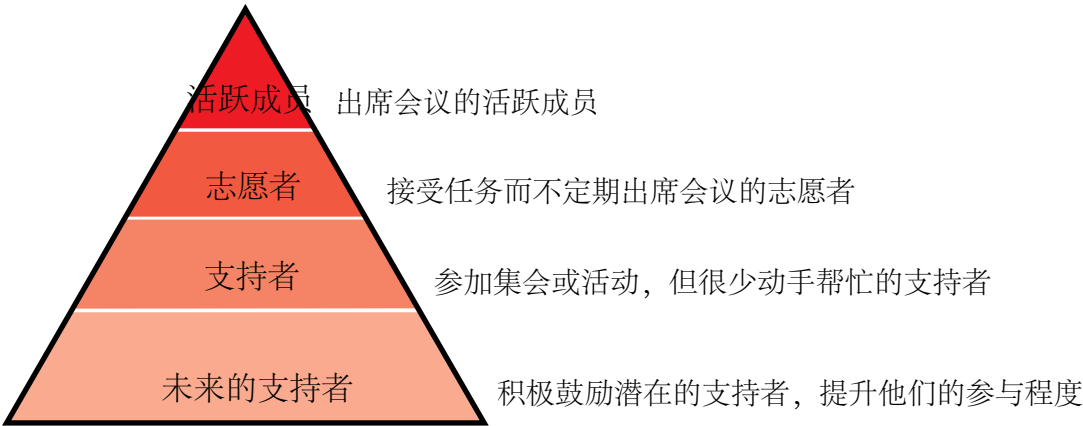 活跃成员 出席会议的活跃成员
志愿者 接受任务而不定期出席会议的志愿者
支持者 参加集会或活动，但很少动手帮忙的支持者
未来的支持者 积极鼓励潜在的支持者，提升他们的参与程度